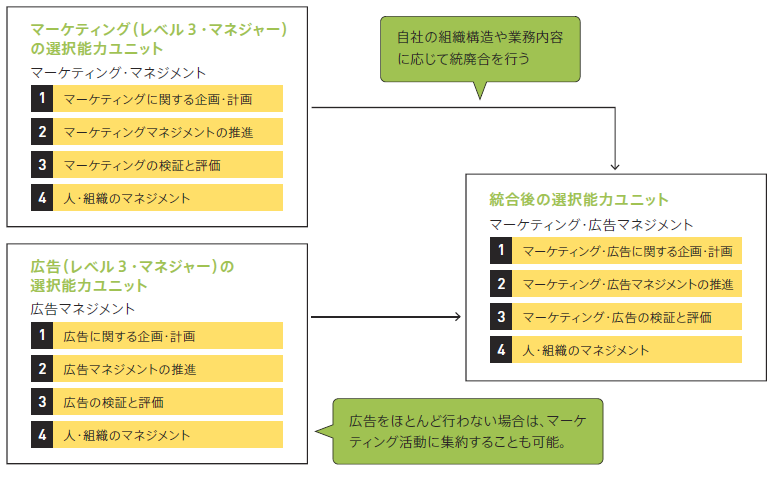 マーケティング(レベル3・マネジャー)
の選択能力ユニット
マーケティング・マネジメント
1 マーケティングに関する企画・計画
2 マーケティングマネジメントの推進
3 マーケティングの検証と評価
4 人・組織のマネジメント
自社の組織構造や業務内容
に応じて統廃合を行う
広告(レベル3・マネジャー)の
選択能力ユニット
広告マネジメント
1 広告に関する企画・計画
2 広告マネジメントの推進
3 広告の検証と評価
4 人・組織のマネジメント
統合後の選択能力ユニット
マーケティング・広告マネジメント
1 マーケティング・広告に関する企画・計画
2 マーケティング・広告マネジメントの推進
3 マーケティング・広告の検証と評価
4 人・組織のマネジメント
広告をほとんど行わない場合は、マーケ
ティング活動に集約することも可能。